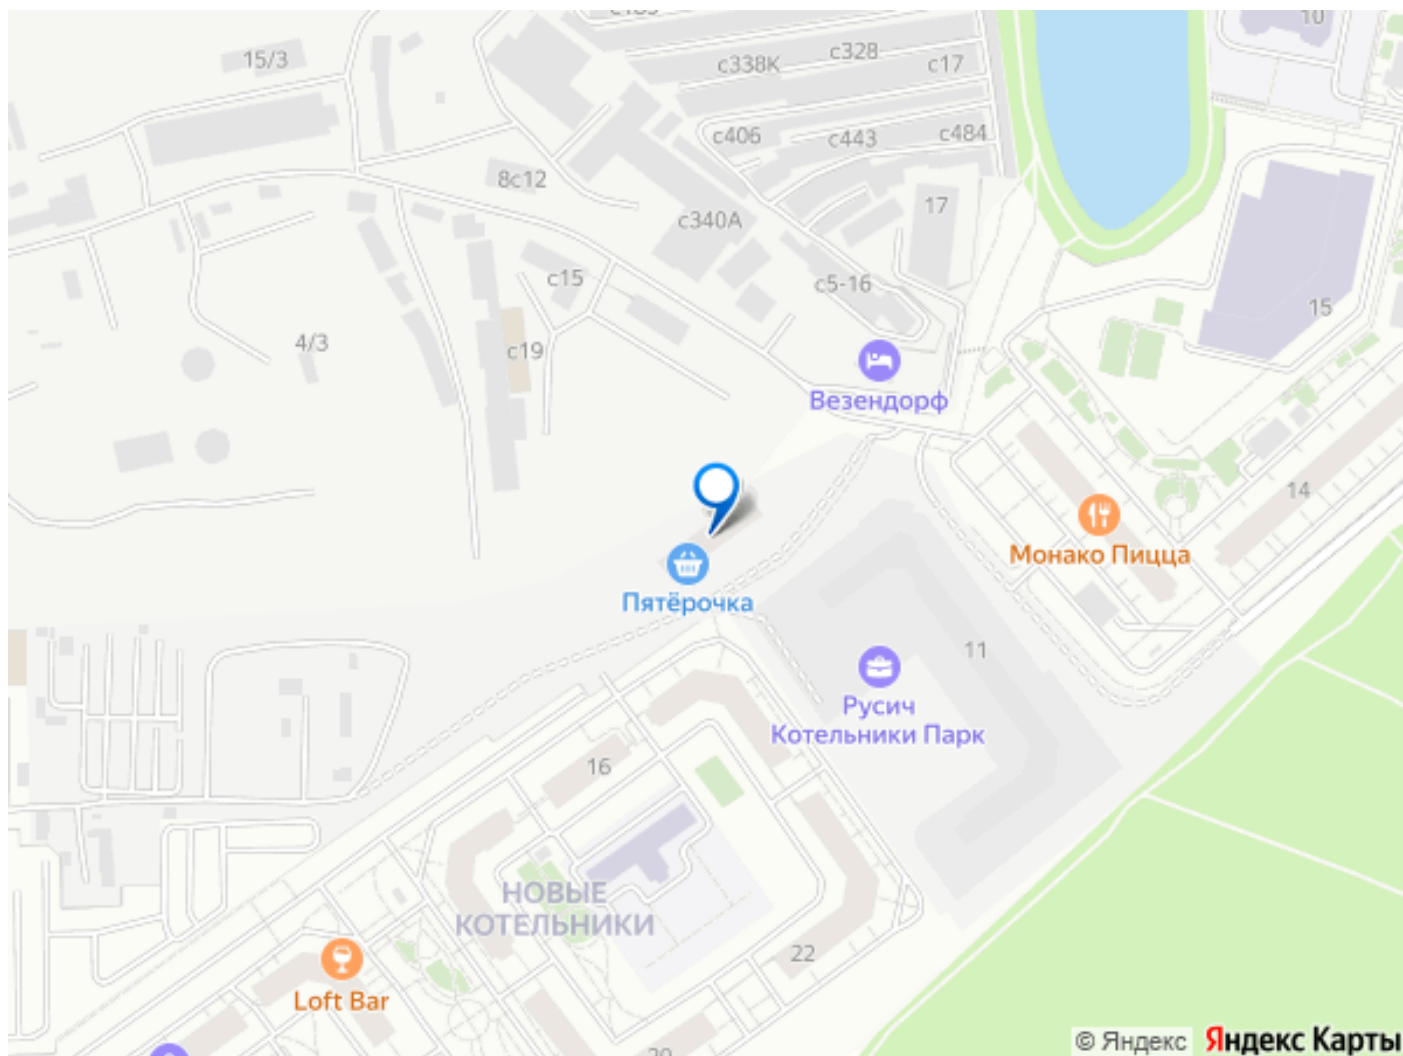 10
15/3
с338К
с328
с17
с406
с443
с484
8с12
17
с340А
с15
с5-16
15
4/3
с19
Везендорф
14
Монако Пицца
Пятёрочка
11
Русич
Котельники Парк
16
НОВЫЕ
КОТЕЛЬНИКИ
22
Loft Bar
© Яндекс Яндекс Карты